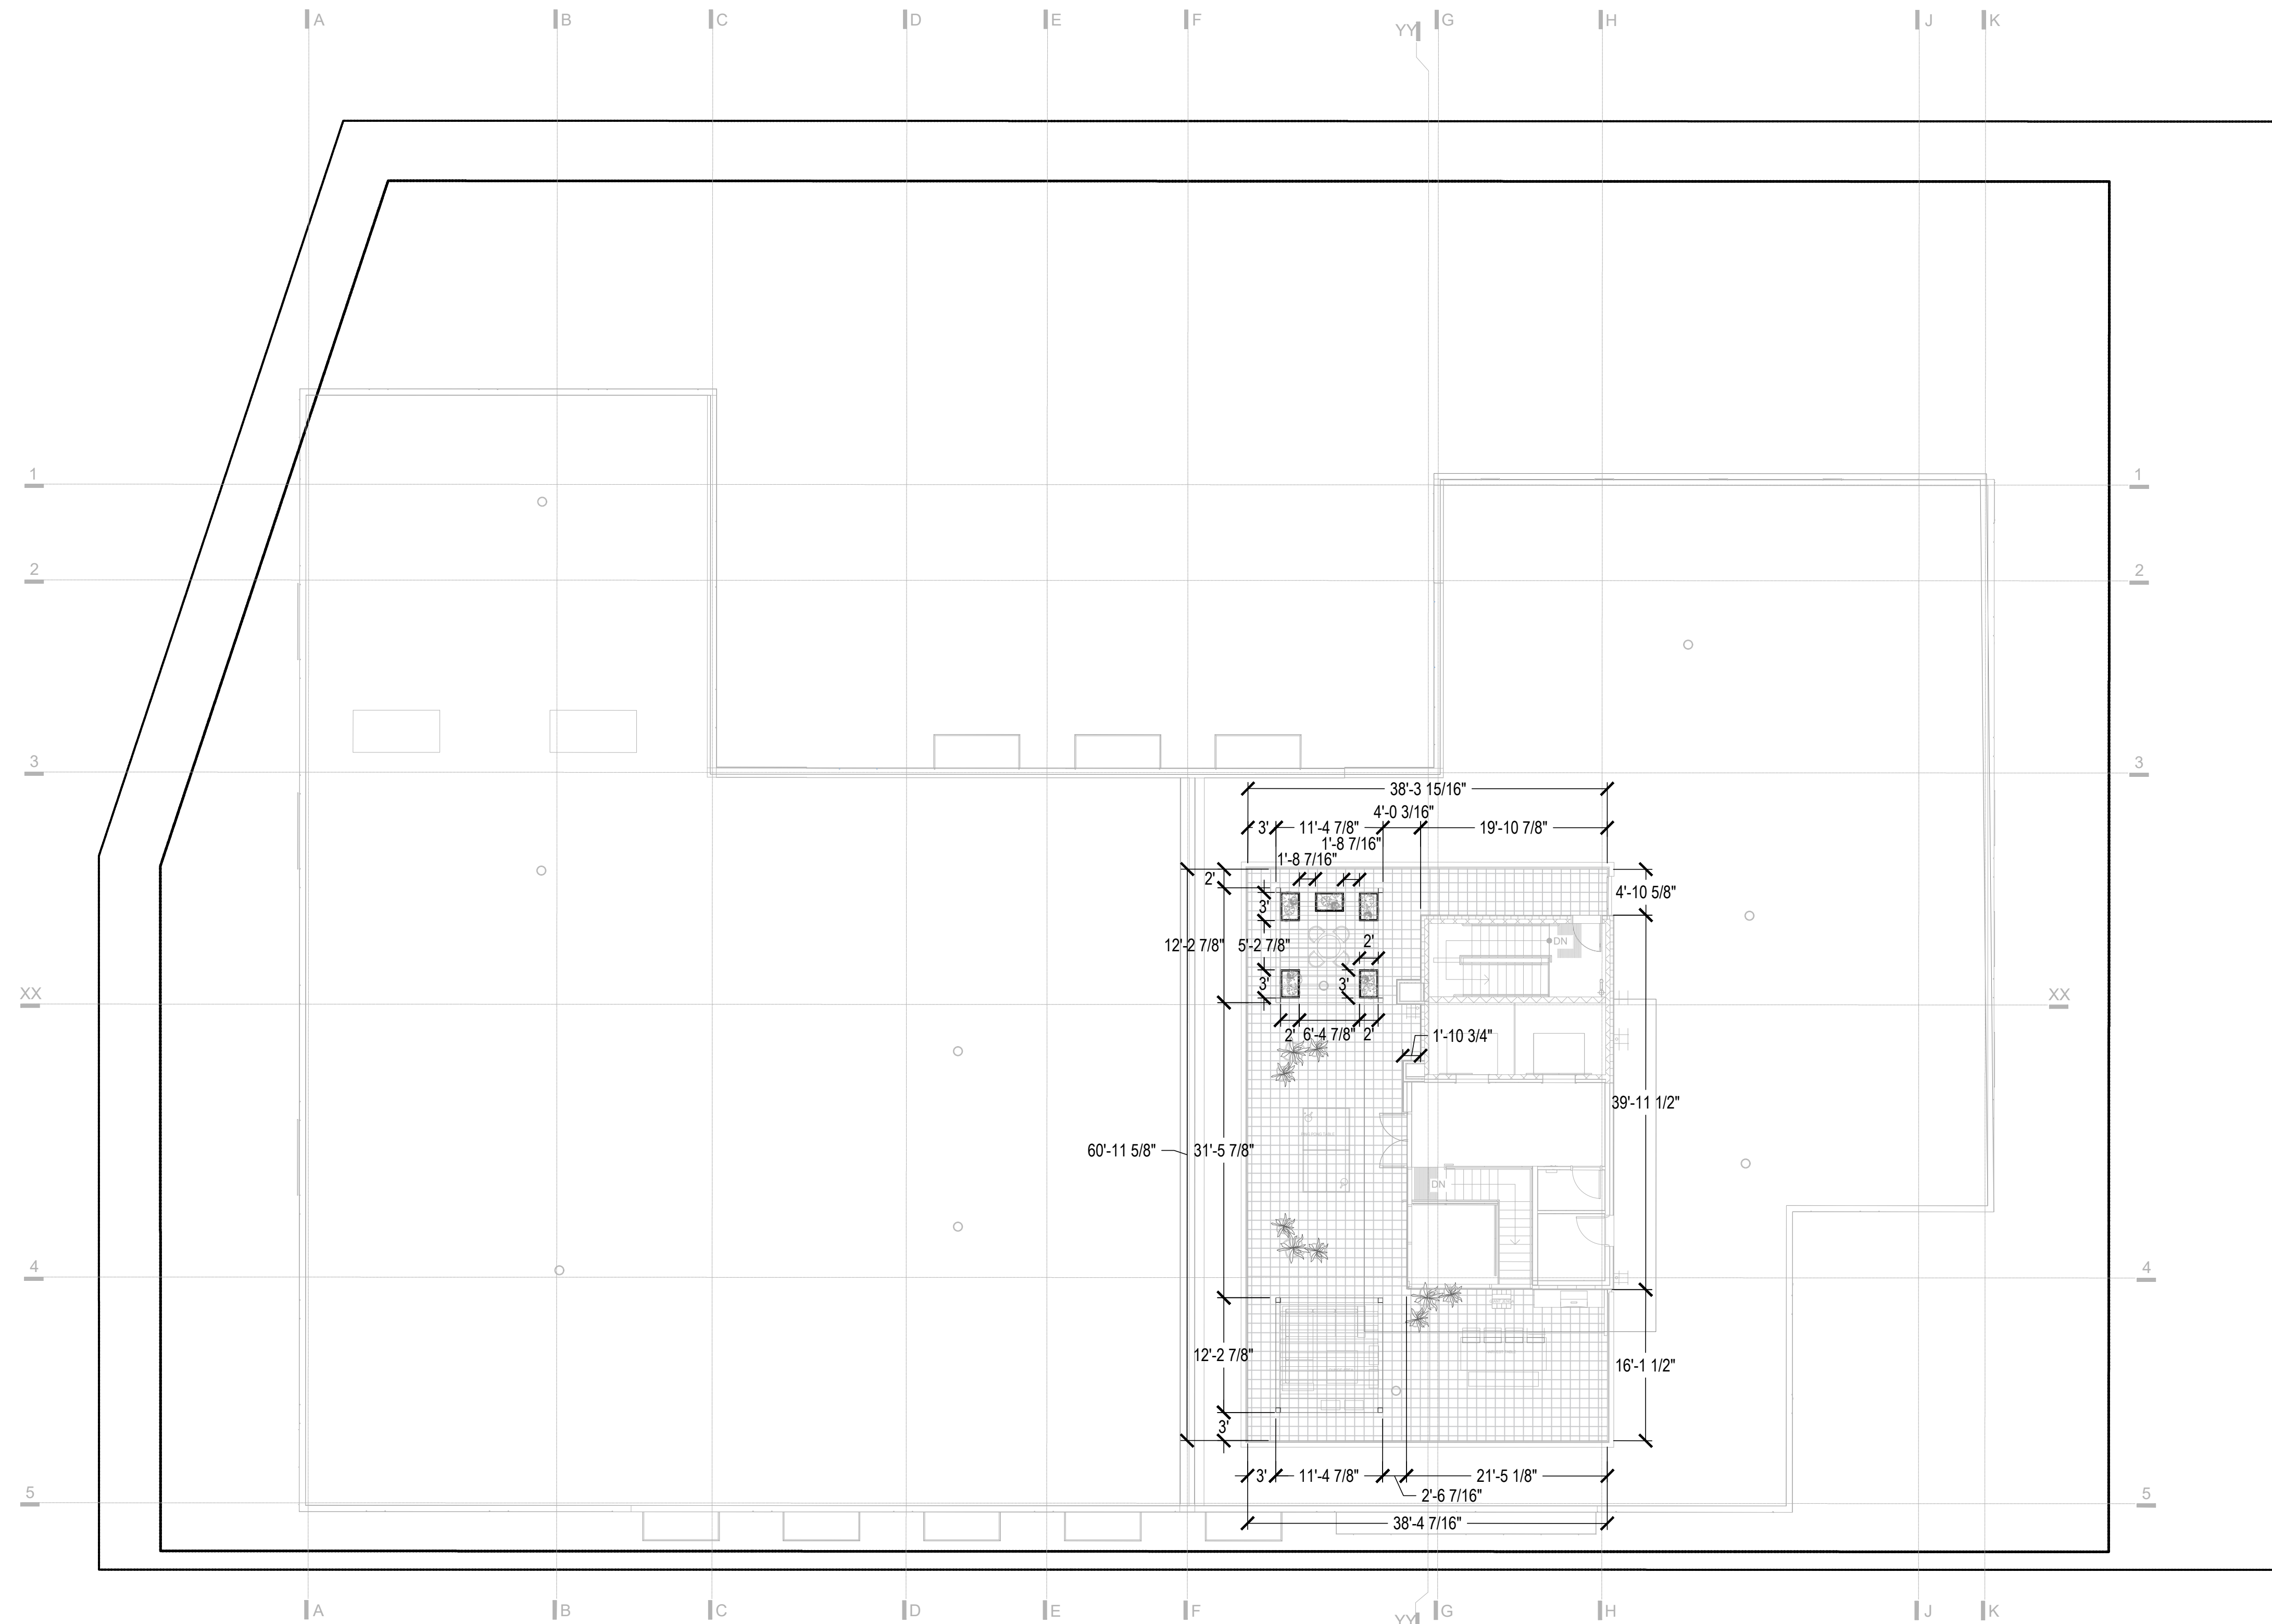 A B C D E F YY G H J K
1 1
2 2
3 3
38'-3 15/16"
4'-0 3/16"
3' 11'-4 7/8" 19'-10 7/8"
1'-8 7/16"
1'-8 7/16"
2'
4'-10 5/8"
3'
12'-2 7/8" 5'-2 7/8" 2' DN
3' 3'
XX XX
2' 6'-4 7/8" 2' 1'-10 3/4"
39'-11 1/2"
60'-11 5/8" 31'-5 7/8"
DN
4 4
12'-2 7/8" 16'-1 1/2"
3'
3' 11'-4 7/8" 21'-5 1/8"
2'-6 7/16"
5 5
38'-4 7/16"
A B C D E F YY G H J K